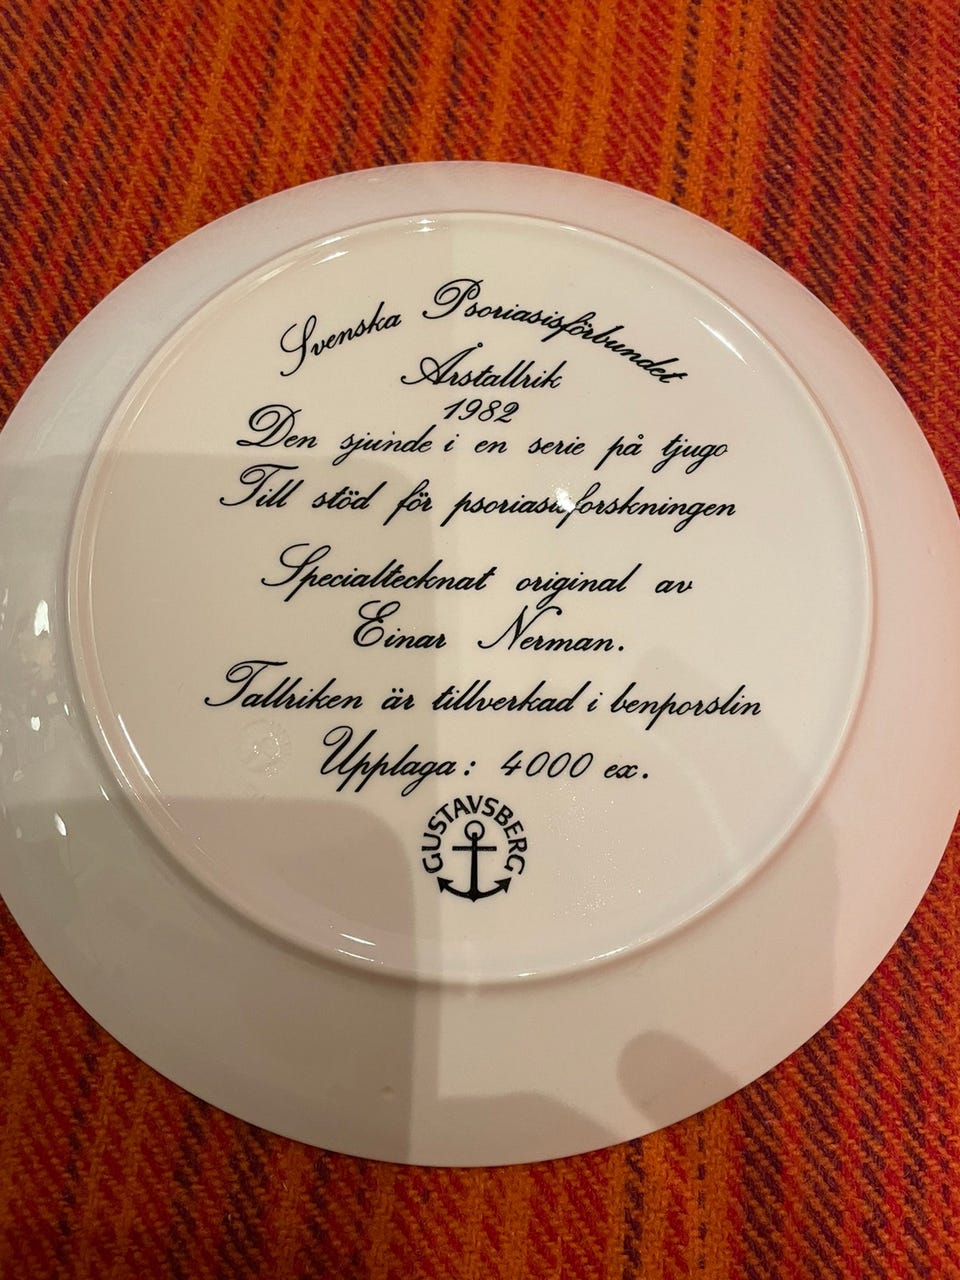 Svenska Psoriasisförbundet
Årstallrik
1982
Den sjunde i en serie på tjugo
Till stöd för psoriasisforskningen
Specialtecknat original av
Einar Nerman.
Tallriken är tillverkad i benporslin
Upplaga: 4000 ex.
GUSTAVSBERG